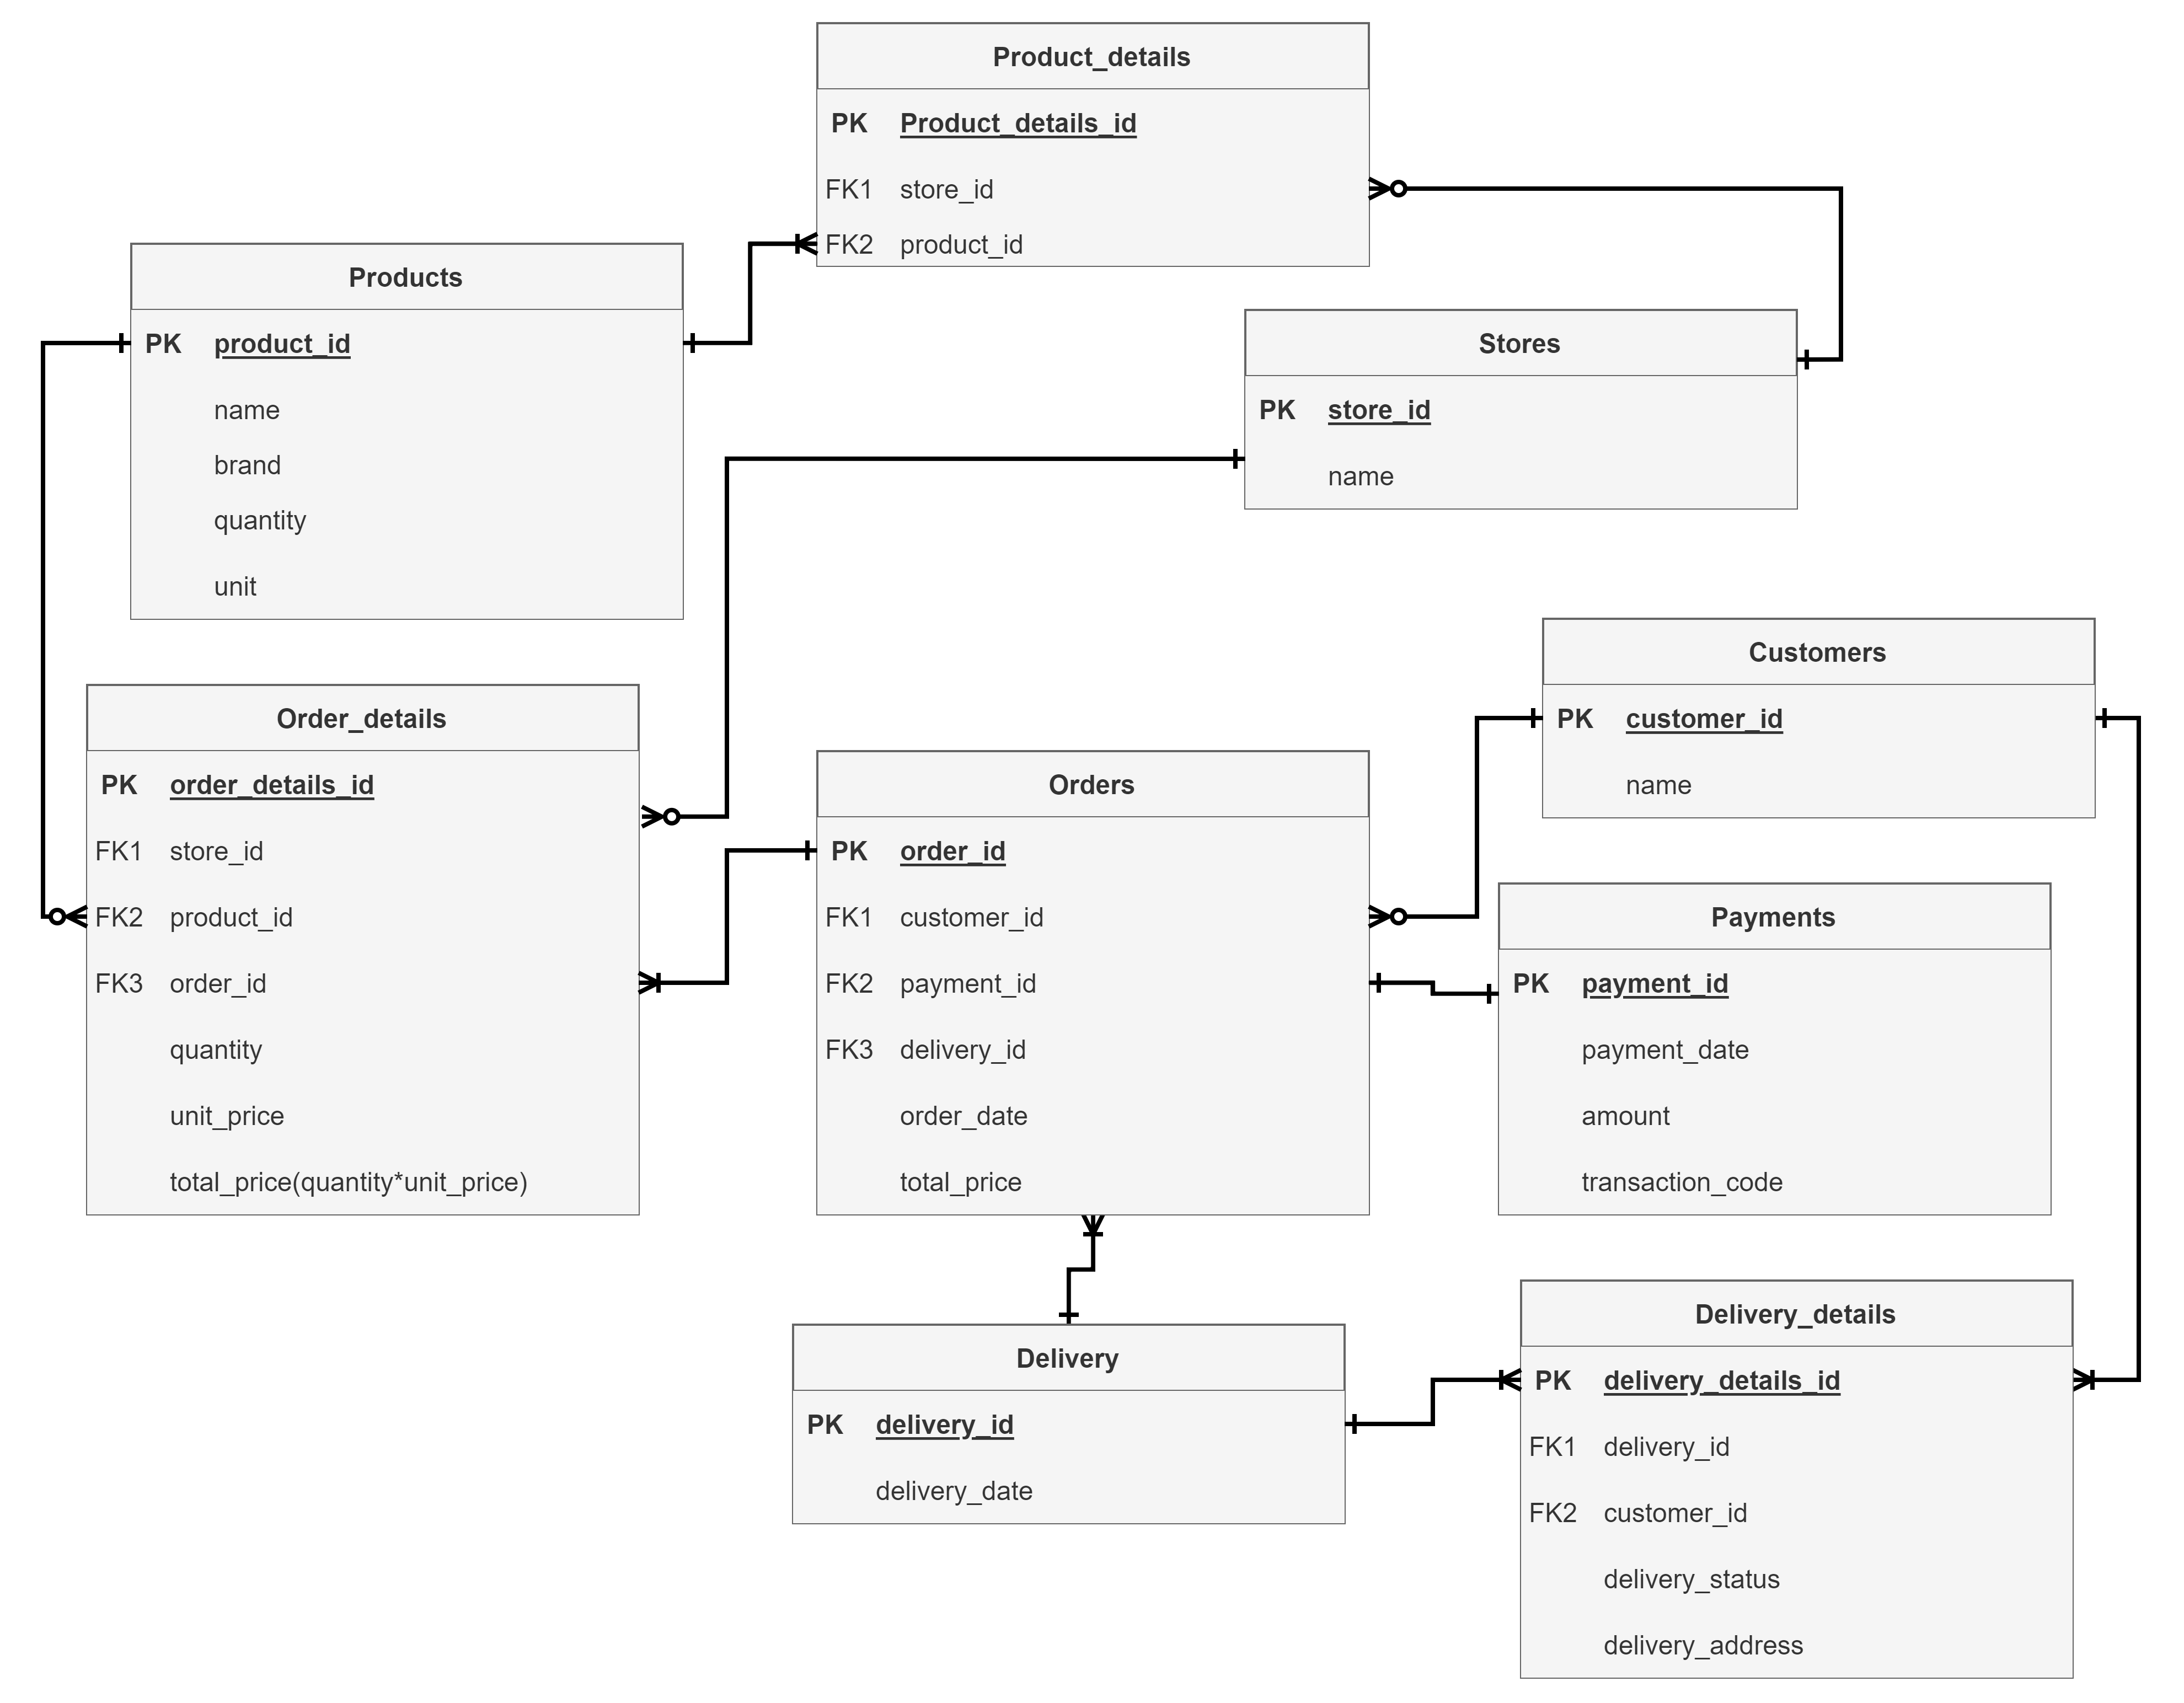 Product_details
PK Product_details_id
FK1 store_id
FK2 product_id
Products
PK product_id
name
brand
quantity
unit
Stores
PK store_id
name
Customers
PK customer_id
name
Order_details
PK order_details_id
FK1 store_id
FK2 product_id
FK3 order_id
quantity
unit_price
total_price(quantity*unit_price)
Orders
PK order_id
FK1 customer_id
FK2 payment_id
FK3 delivery_id
order_date
total_price
Payments
PK payment_id
payment_date
amount
transaction_code
Delivery
PK delivery_id
delivery_date
Delivery_details
PK delivery_details_id
FK1 delivery_id
FK2 customer_id
delivery_status
delivery_address